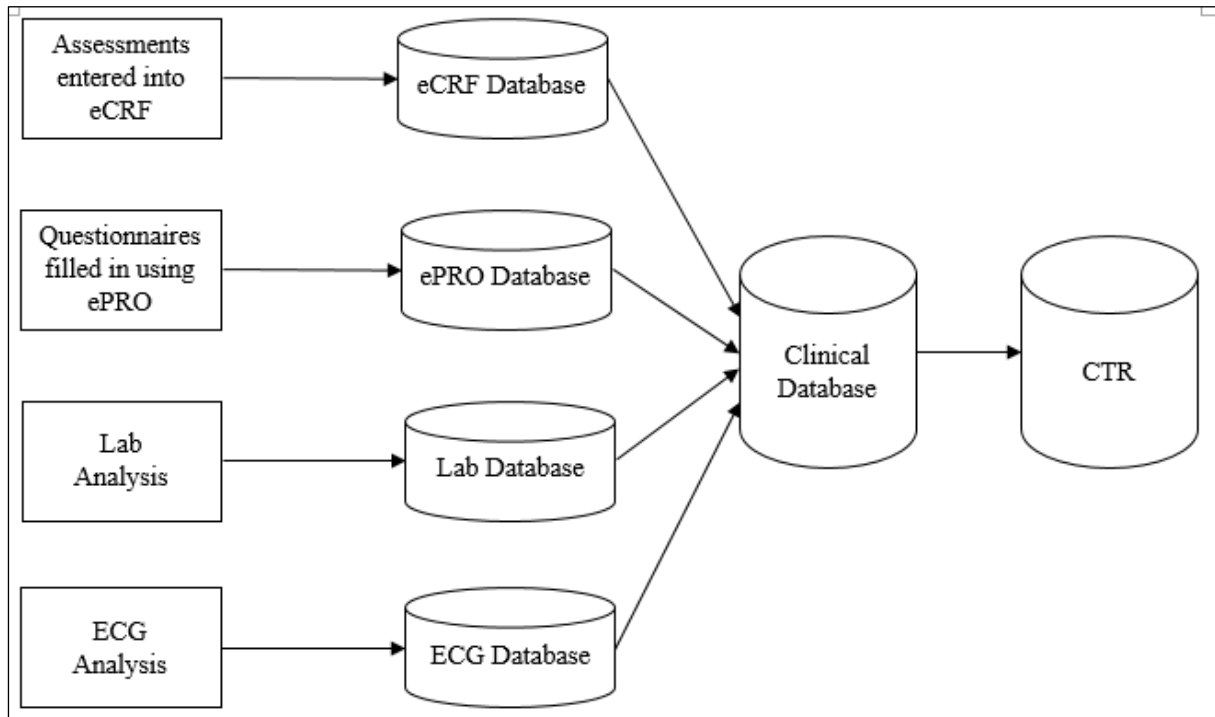 Assessments
entered into
eCRF
eCRF Database
Questionnaires
filled in using
ePRO
ePRO Database
Clinical
Database
CTR
Lab
Analysis
Lab Database
ECG
Analysis
ECG Database